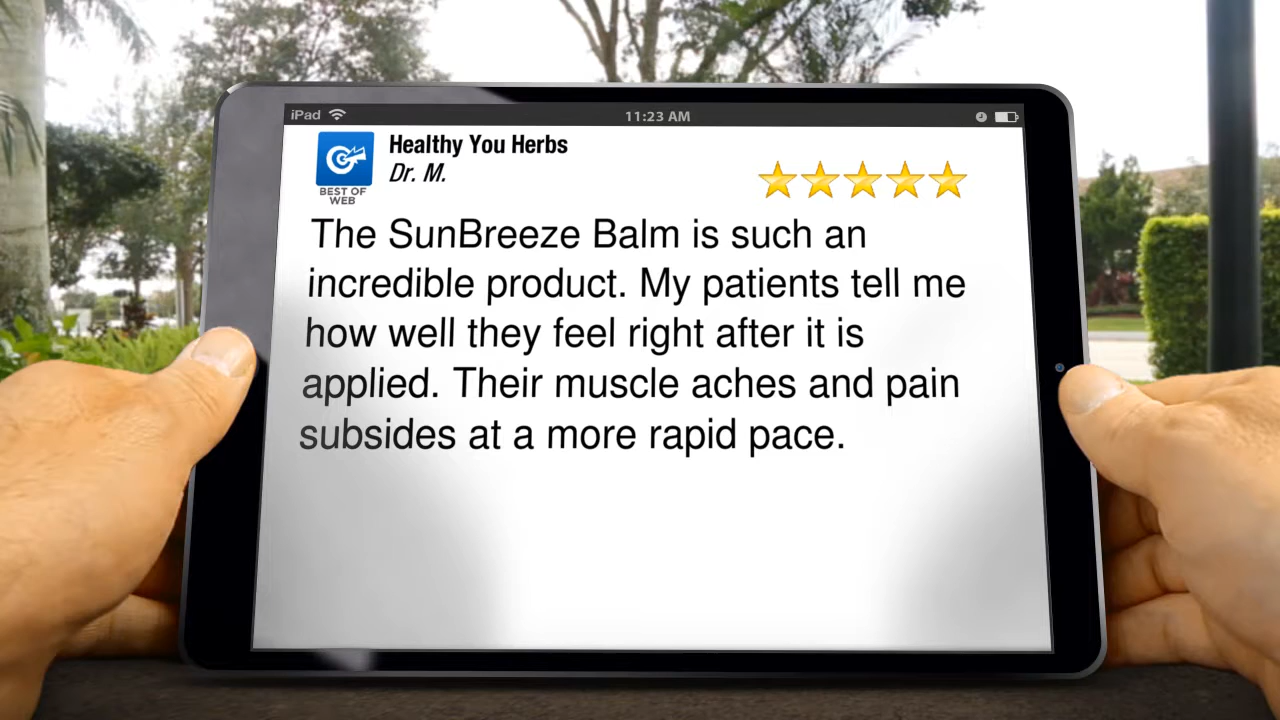 iPad 11:23 AM
Healthy You Herbs
Dr. M.
BEST OF
WEB
The SunBreeze Balm is such an
incredible product. My patients tell me
how well they feel right after it is
applied. Their muscle aches and pain
subsides at a more rapid pace.